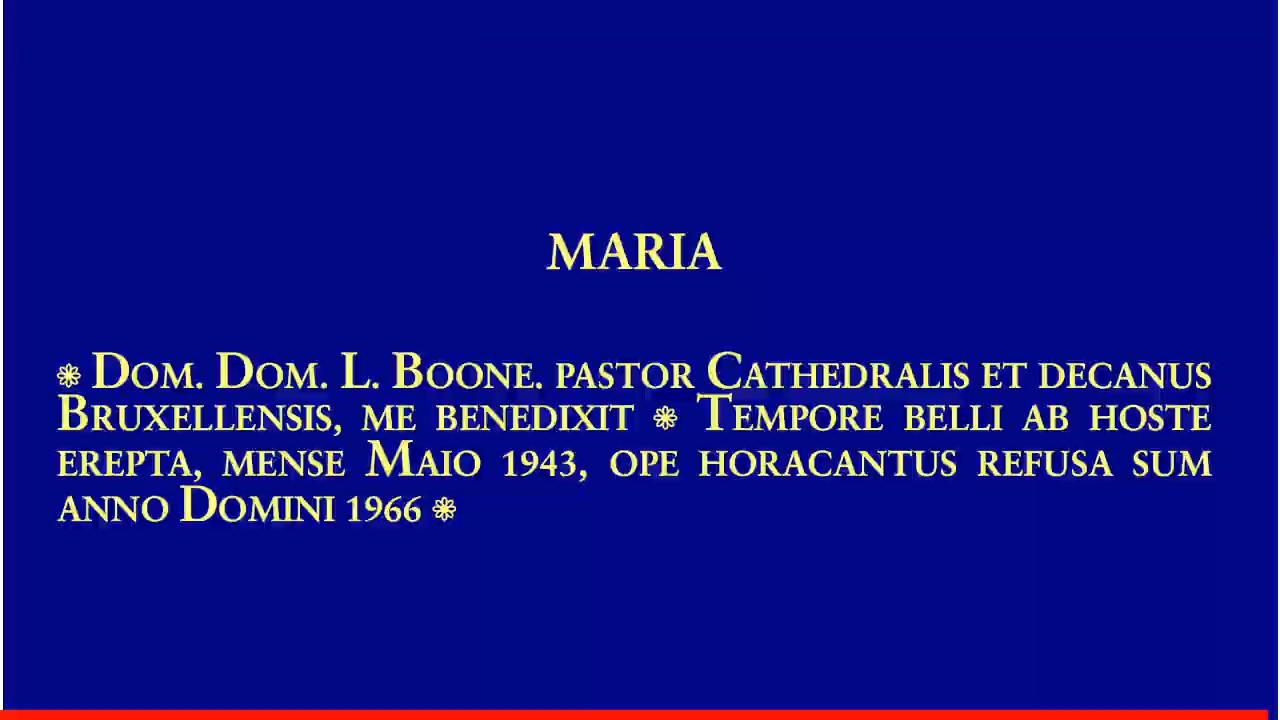 MARIA
❃ Dom. Dom. L. Boone. pastor Cathedralis et decanus
Bruxellensis, me benedixit ❃ Tempore belli ab hoste
erepta, mense Maio 1943, ope horacantus refusa sum
anno Domini 1966 ❃